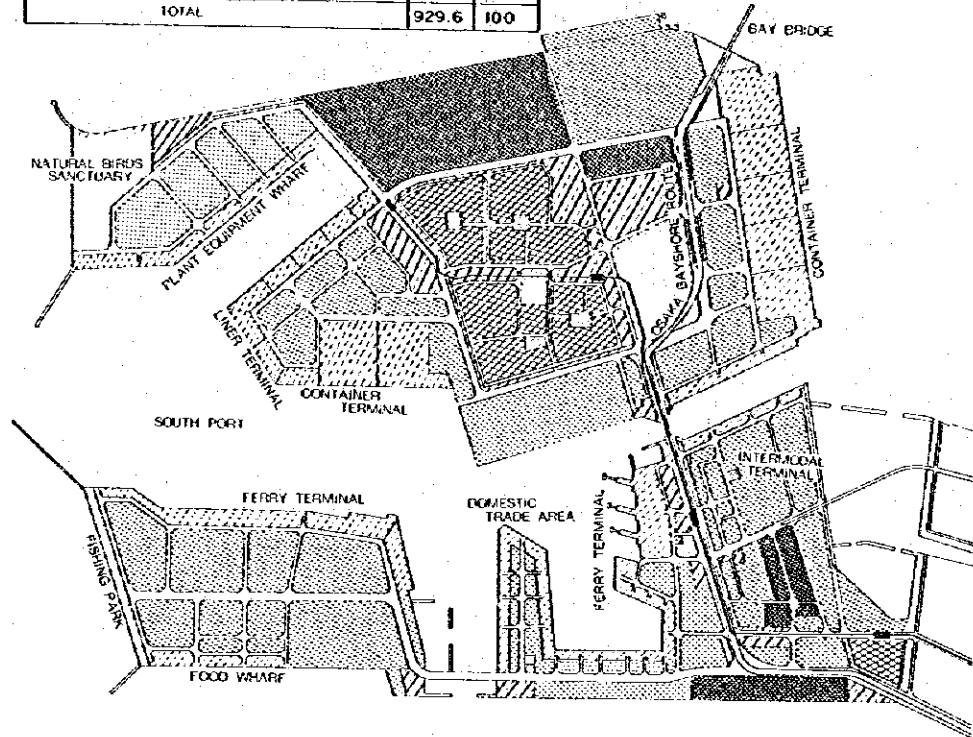 TOTAL 929.6 100
BAY BRIDGE
NATURAL BIRDS
SANCTUARY
PLANT EQUIPMENT WHARF
OSAKA BAYSHORE ROUTE
CONTAINER TERMINAL
LINER TERMINAL
CONTAINER
TERMINAL
SOUTH PORT
INTERMODAL
TERMINAL
FERRY TERMINAL
DOMESTIC
TRADE AREA
FERRY TERMINAL
FISHING PARK
FOOD WHARF